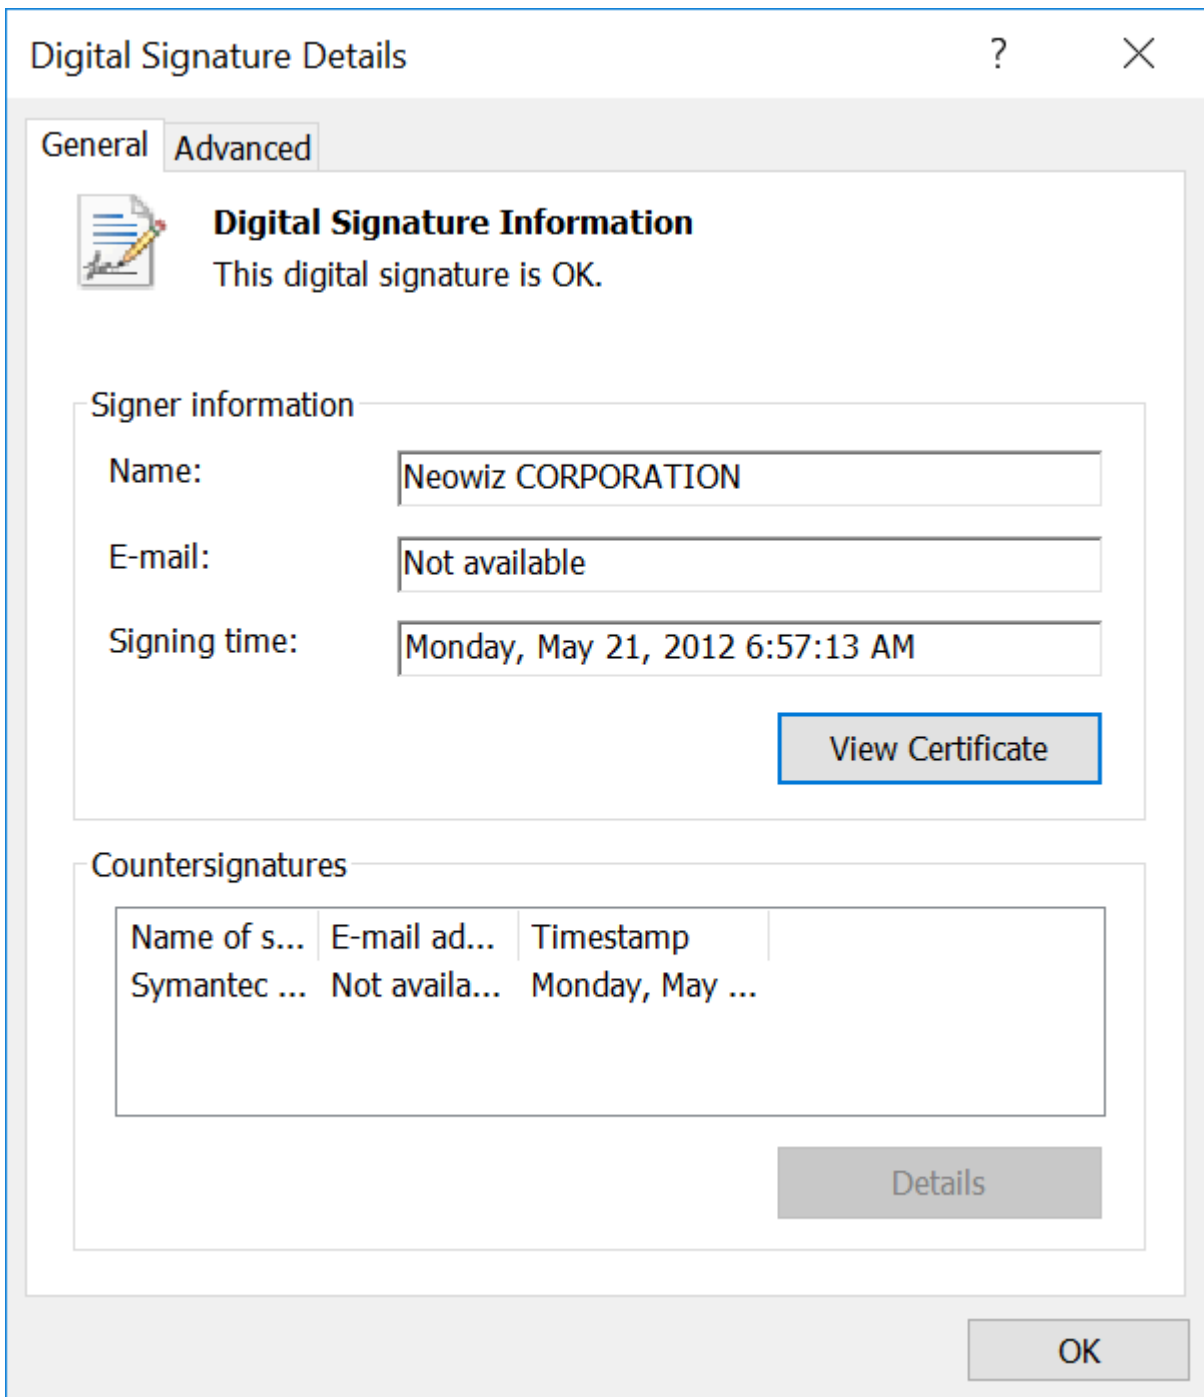 Digital Signature Details
General Advanced
Digital Signature Information
This digital signature is OK.
Signer information
Name: Neowiz CORPORATION
E-mail: Not available
Signing time: Monday, May 21, 2012 6:57:13 AM
View Certificate
Countersignatures
Name of s... E-mail ad... Timestamp
Symantec ... Not availa... Monday, May ...
Details
OK